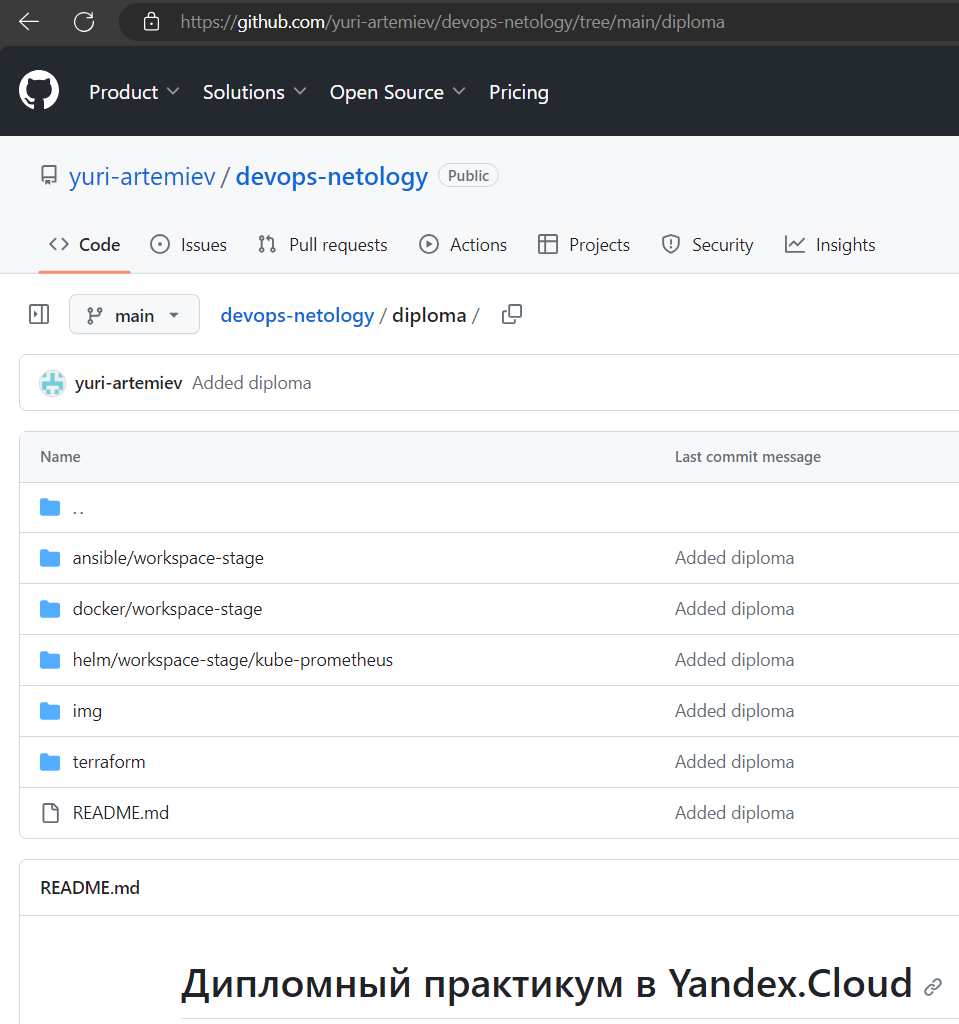 https://github.com/yuri-artemiev/devops-netology/tree/main/diploma
Product Solutions Open Source Pricing
yuri-artemiev / devops-netology Public
Code Issues Pull requests Actions Projects Security Insights
main devops-netology / diploma /
yuri-artemiev Added diploma
Name Last commit message
..
ansible/workspace-stage Added diploma
docker/workspace-stage Added diploma
helm/workspace-stage/kube-prometheus Added diploma
img Added diploma
terraform Added diploma
README.md Added diploma
README.md
Дипломный практикум в Yandex.Cloud